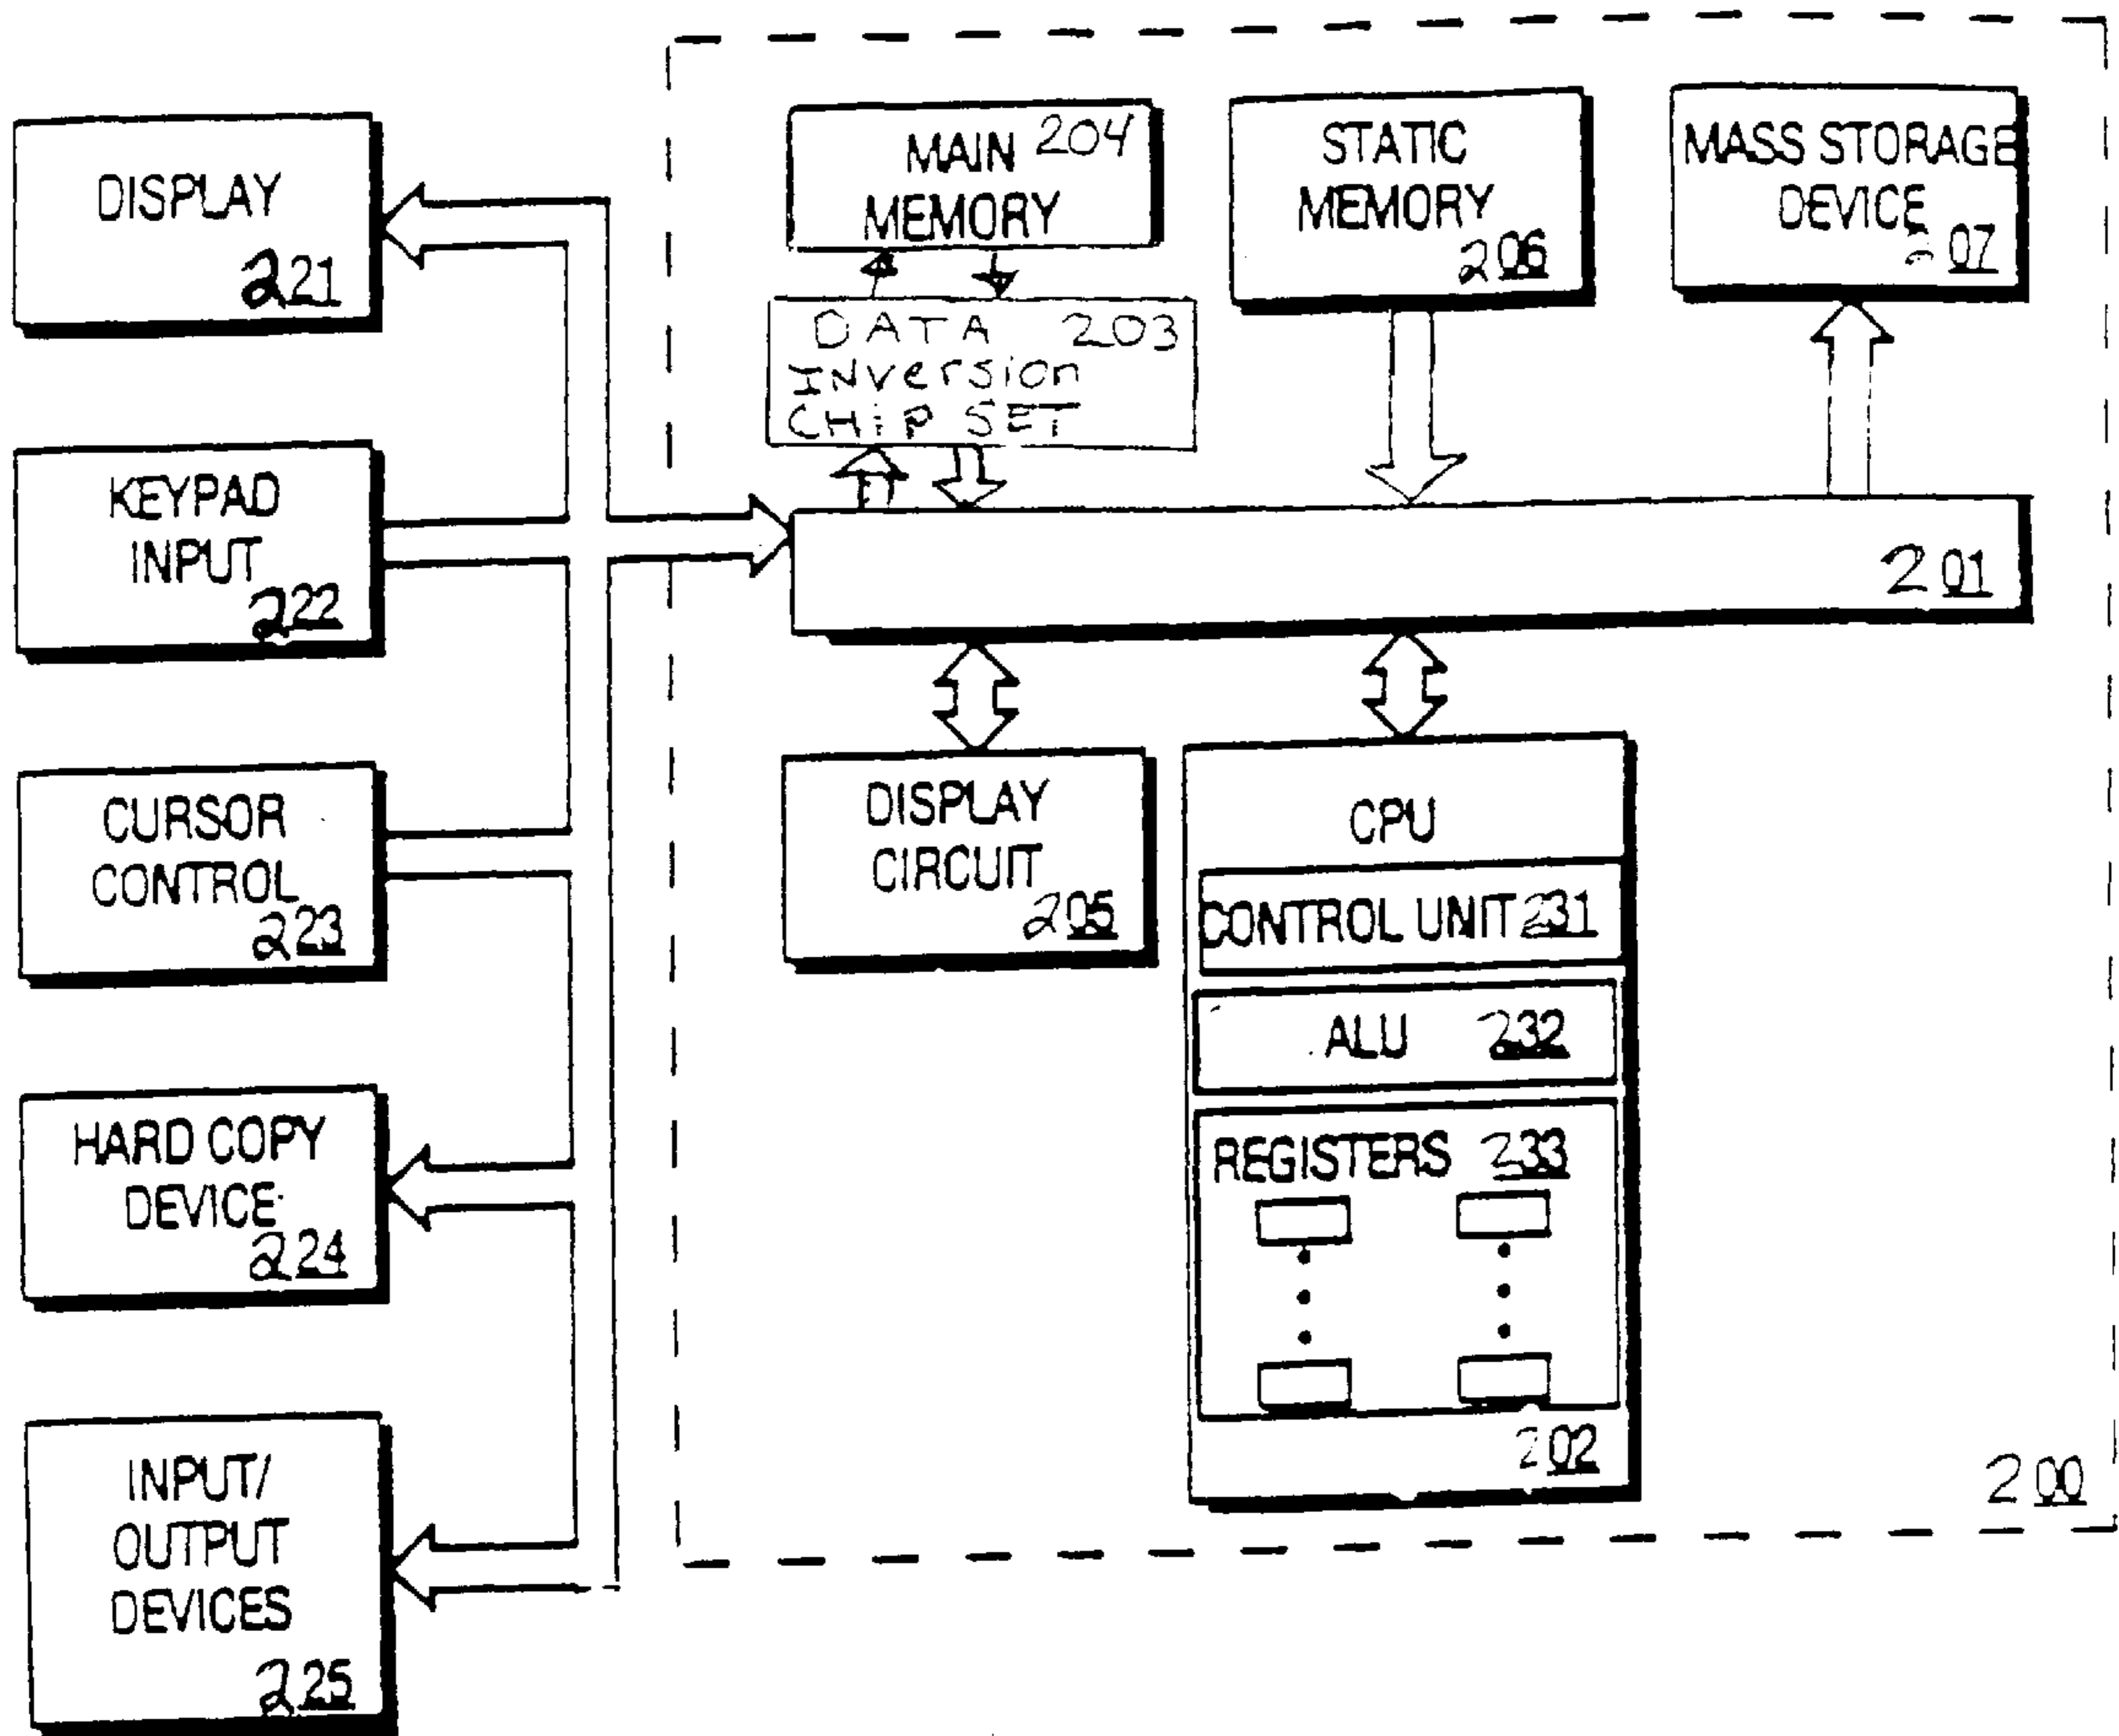 DISPLAY
221
KEYPAD
INPUT
222
CURSOR
CONTROL
223
HARD COPY
DEVICE
224
INPUT/
OUTPUT
DEVICES
225
MAIN 204
MEMORY
DATA 203
INversion
CHiP SET
STATIC
MEMORY
206
MASS STORAGE
DEVICE
207
201
DISPLAY
CIRCUIT
205
CPU
CONTROL UNIT 231
ALU 232
REGISTERS 233
202
200